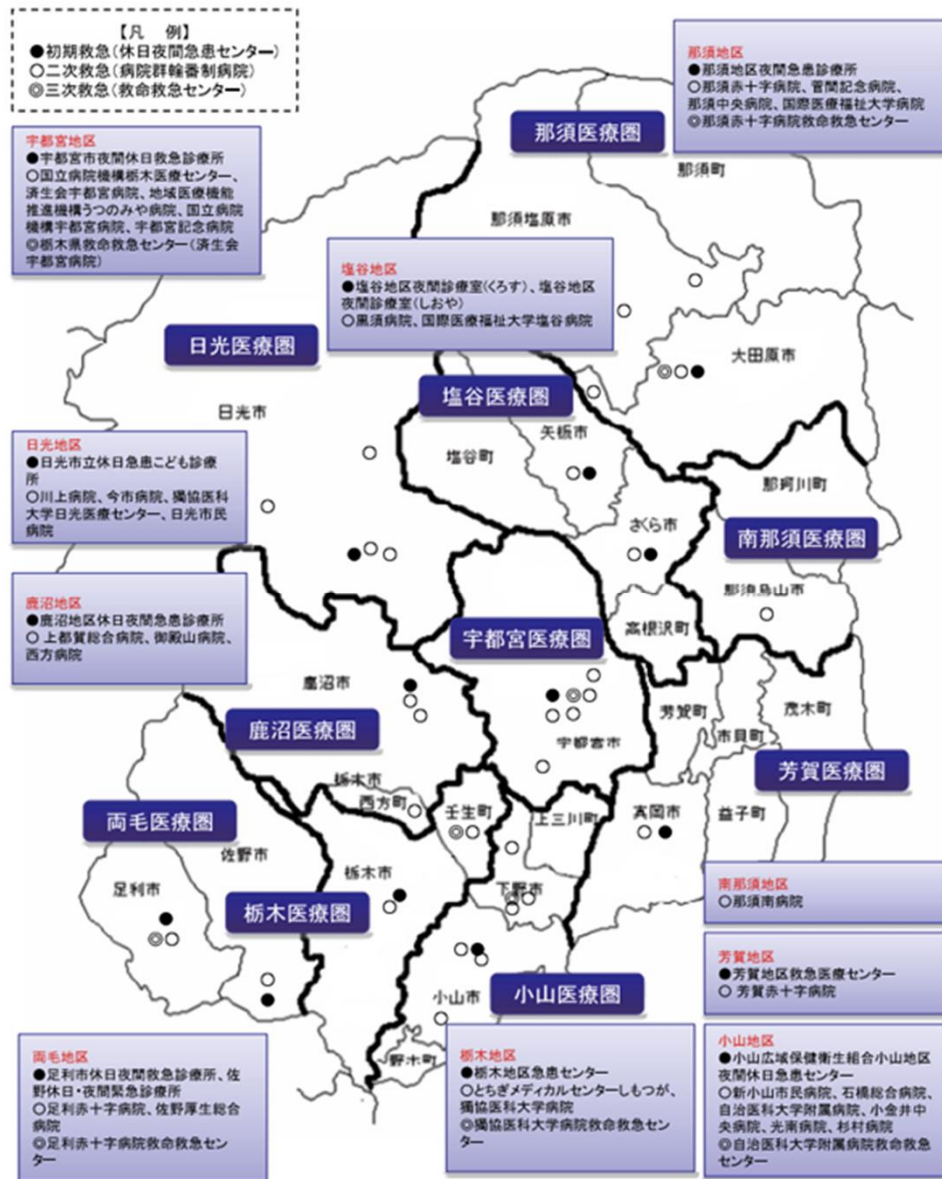 【凡　例】
●初期救急(休日夜間急患センター)
○二次救急(病院群輪番制病院)
◎三次救急(救命救急センター)
那須地区
●那須地区夜間急患診療所
○那須赤十字病院、菅間記念病院、
那須中央病院、国際医療福祉大学病院
◎那須赤十字病院救命救急センター
宇都宮地区
●宇都宮市夜間休日救急診療所
○国立病院機構栃木医療センター、
済生会宇都宮病院、地域医療機能
推進機構うつのみや病院、国立病院
機構宇都宮病院、宇都宮記念病院
◎栃木県救命救急センター(済生会
宇都宮病院)
那須医療圏
那須町
那須塩原市
塩谷地区
●塩谷地区夜間診療室(くろす)、塩谷地区
夜間診療室(しおや)
○黒須病院、国際医療福祉大学塩谷病院
日光医療圏
大田原市
◎○●
塩谷医療圏
日光市
矢板市
塩谷町
○●
日光地区
●日光市立休日急患こども診療
所
○川上病院、今市病院、獨協医科
大学日光医療センター、日光市民
病院
那珂川町
さくら市
○●
南那須医療圏
那須烏山市
鹿沼地区
●鹿沼地区休日夜間急患診療所
○ 上都賀総合病院、御殿山病院、
西方病院
高根沢町
宇都宮医療圏
鹿沼市
芳賀町
茂木町
市貝町
宇都宮市
鹿沼医療圏
芳賀医療圏
栃木市
西方町
壬生町
◎○
上三川町
真岡市
○●
益子町
両毛医療圏
佐野市
足利市
栃木市
下野市
栃木医療圏
南那須地区
○那須南病院
芳賀地区
●芳賀地区救急医療センター
○ 芳賀赤十字病院
小山市
小山医療圏
野木町
両毛地区
●足利市休日夜間救急診療所、佐
野休日・夜間緊急診療所
○足利赤十字病院、佐野厚生総合
病院
◎足利赤十字病院救命救急セン
ター
栃木地区
●栃木地区急患センター
○とちぎメディカルセンターしもつが、
獨協医科大学病院
◎獨協医科大学病院救命救急セ
ンター
小山地区
●小山広域保健衛生組合小山地区
夜間休日急患センター
○新小山市民病院、石橋総合病院、
自治医科大学附属病院、小金井中
央病院、光南病院、杉村病院
◎自治医科大学附属病院救命救急
センター